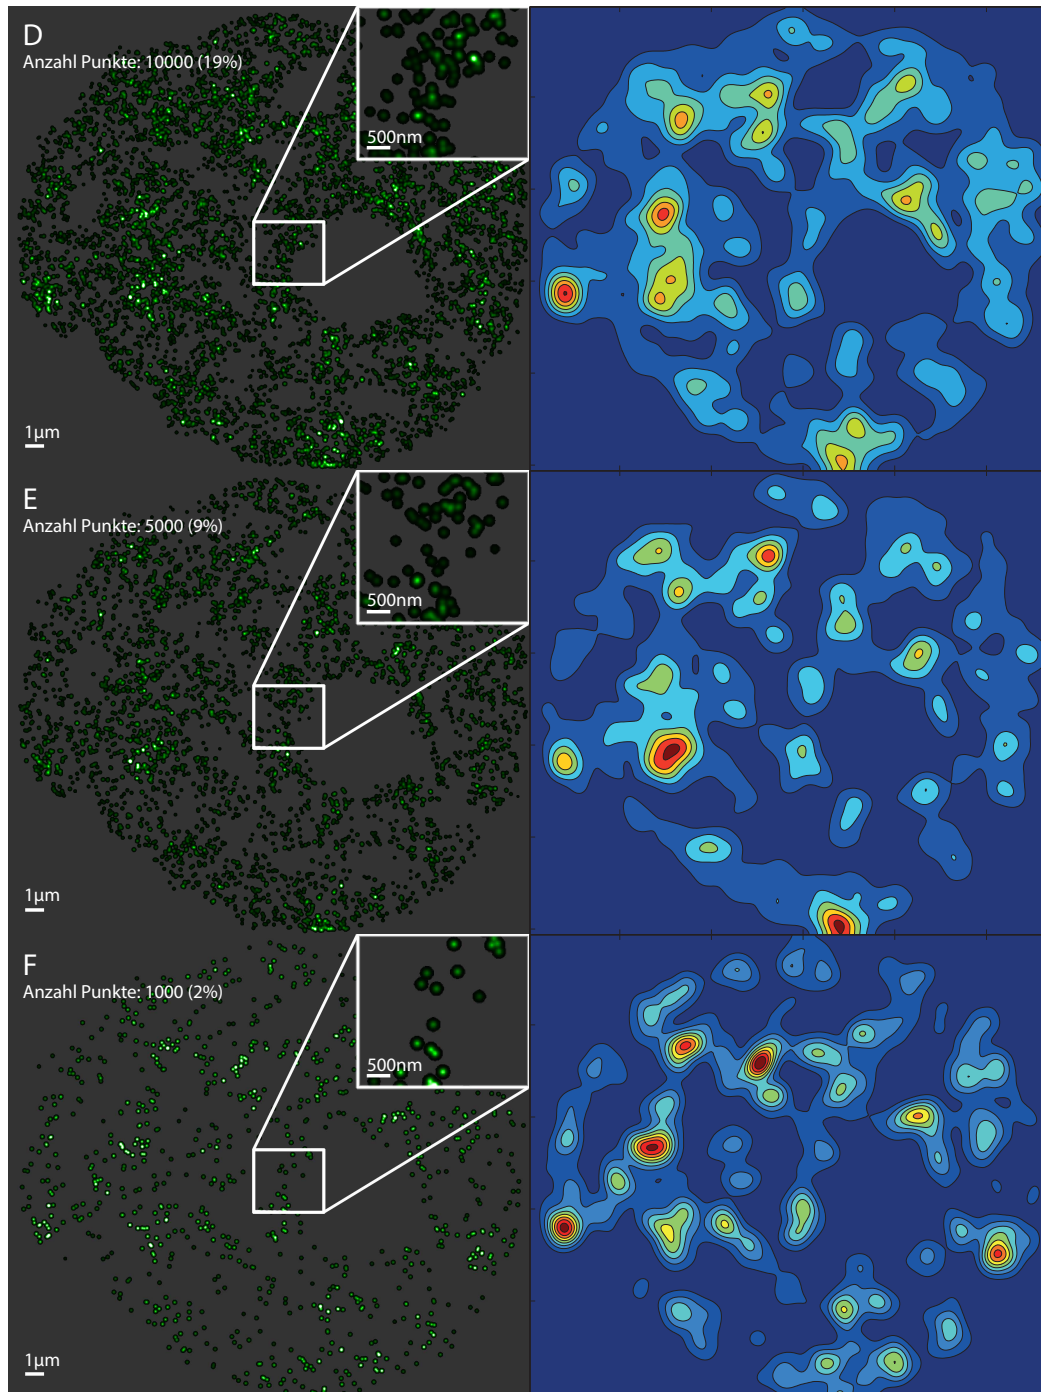 D
Anzahl Punkte: 10000 (19%)
500nm
1µm
E
Anzahl Punkte: 5000 (9%)
500nm
1µm
F
Anzahl Punkte: 1000 (2%)
500nm
1µm